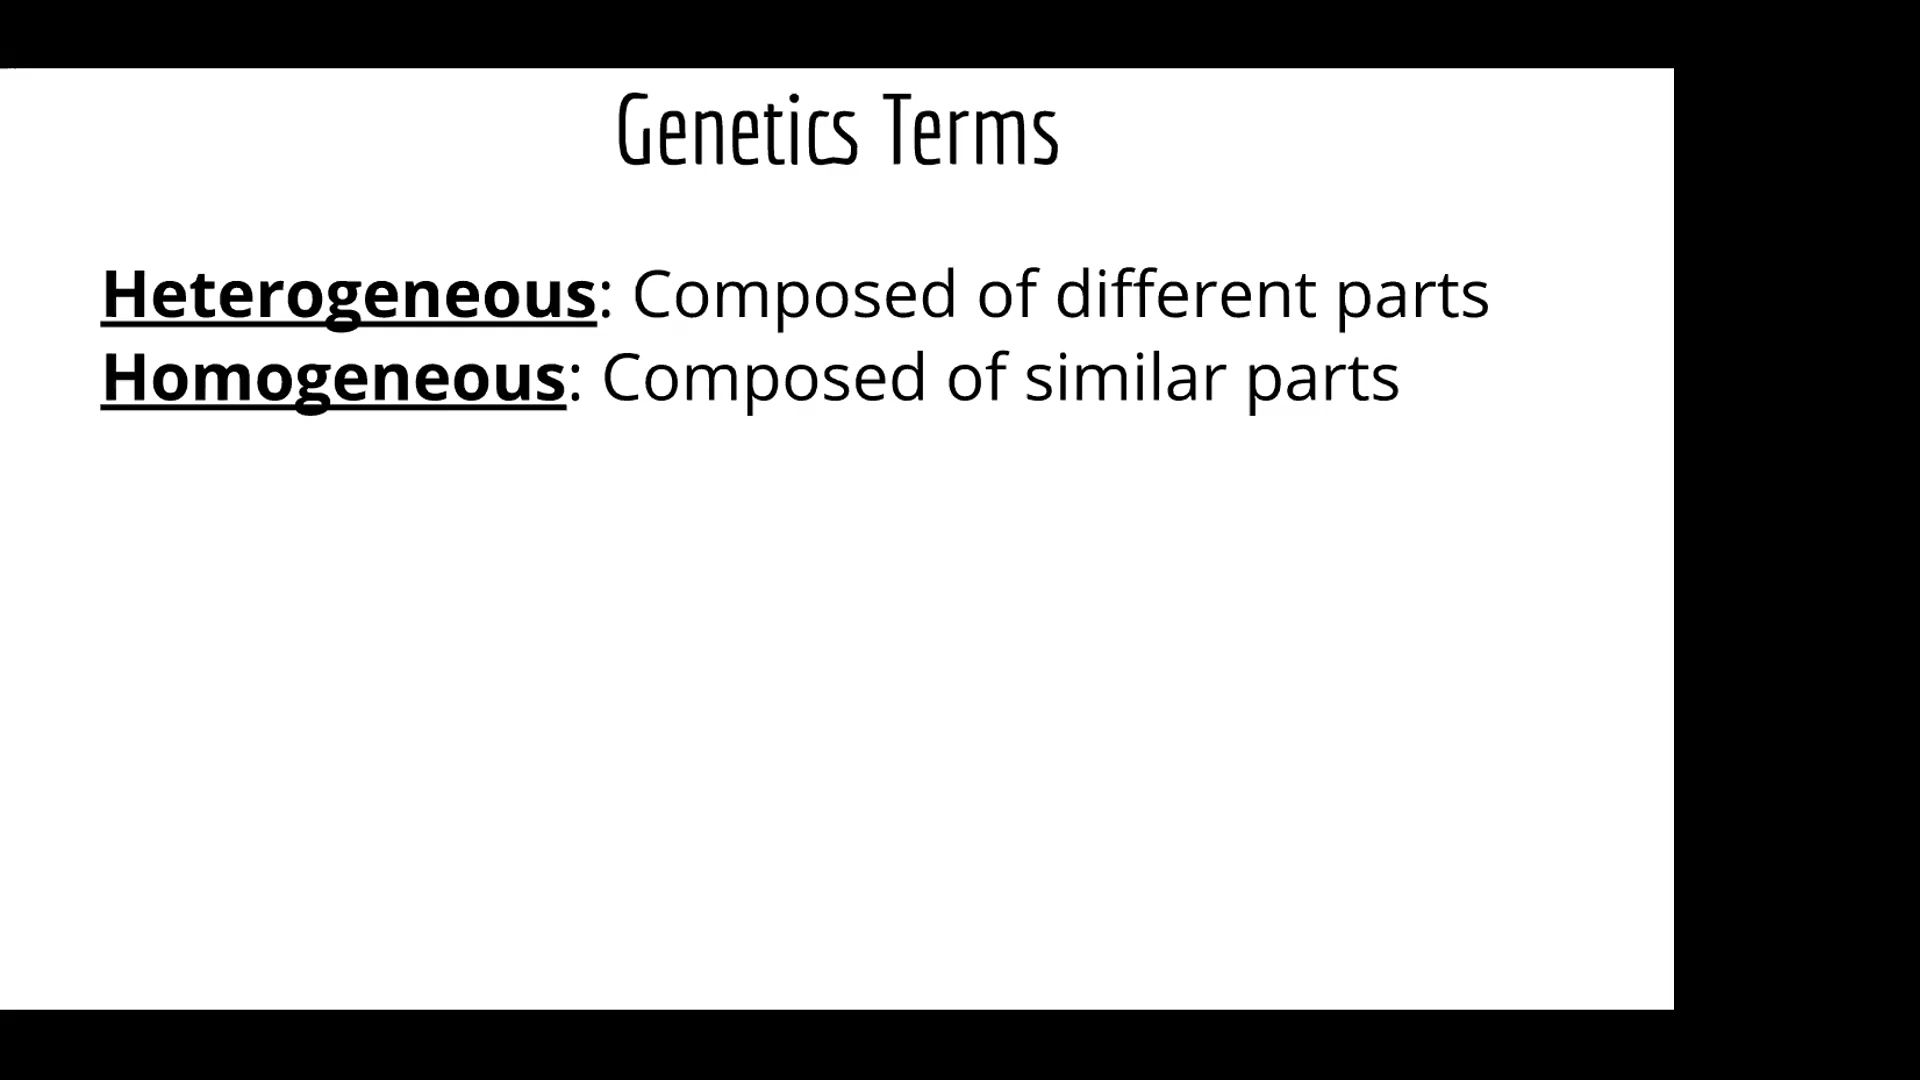 Genetics Terms
Heterogeneous: Composed of different parts
Homogeneous: Composed of similar parts